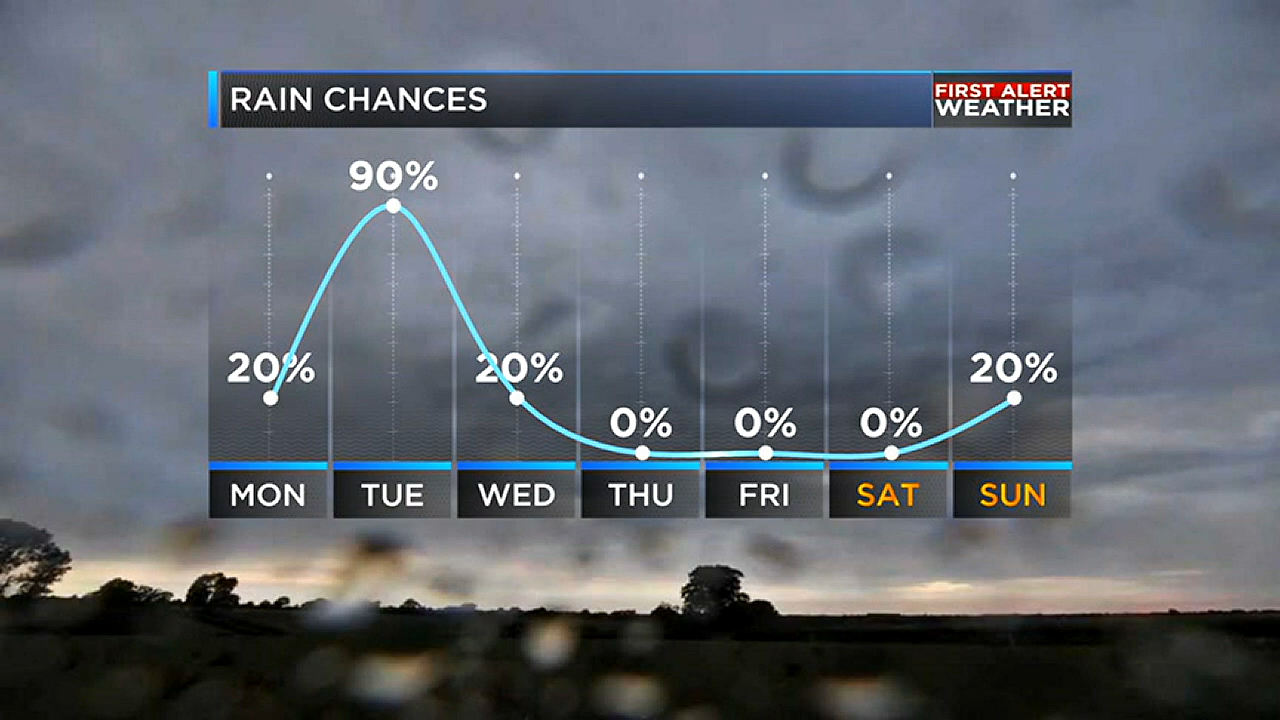 RAIN CHANCES
FIRST ALERT
WEATHER
90%
20%
20%
20%
0%
0%
0%
MON
TUE
WED
THU
FRI
SAT
SUN